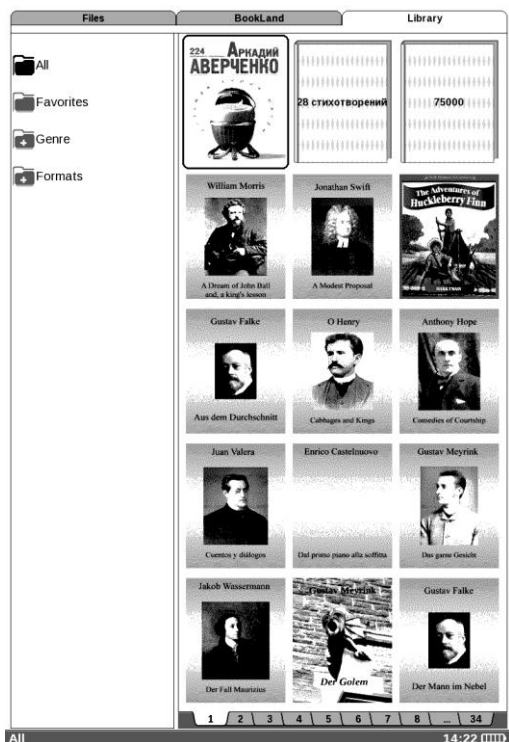 Files
BookLand
Library
All
Favorites
Genre
Formats
224 Аркадий
АВЕРЧЕНКО
28 стихотворений
75000
William Morris
A Dream of John Ball
and, a king's lesson
Jonathan Swift
A Modest Proposal
The Adventures of
Huckleberry Finn
Gustav Falke
Aus dem Durchschnitt
O Henry
Cabbages and Kings
Anthony Hope
Comedies of Courtship
Juan Valera
Cuentos y diálogos
Enrico Castelnuovo
Dal primo piano alla soffitta
Gustav Meyrink
Das ganze Gesicht
Jakob Wassermann
Der Fall Maurizius
Gustav Meyrink
Der Golem
Gustav Falke
Der Mann im Nebel
1 2 3 4 5 6 7 8 ... 34
All
14:22